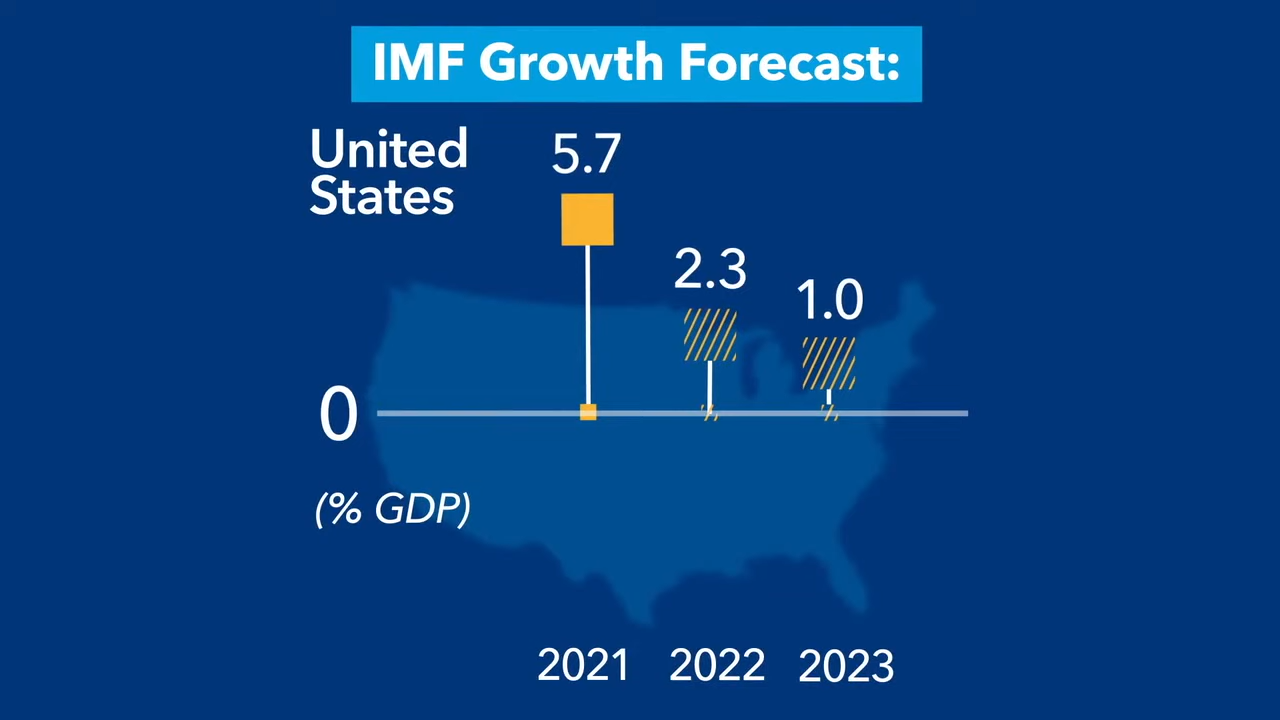 IMF Growth Forecast:
United
States
5.7
2.3
1.0
0
(% GDP)
2021 2022 2023